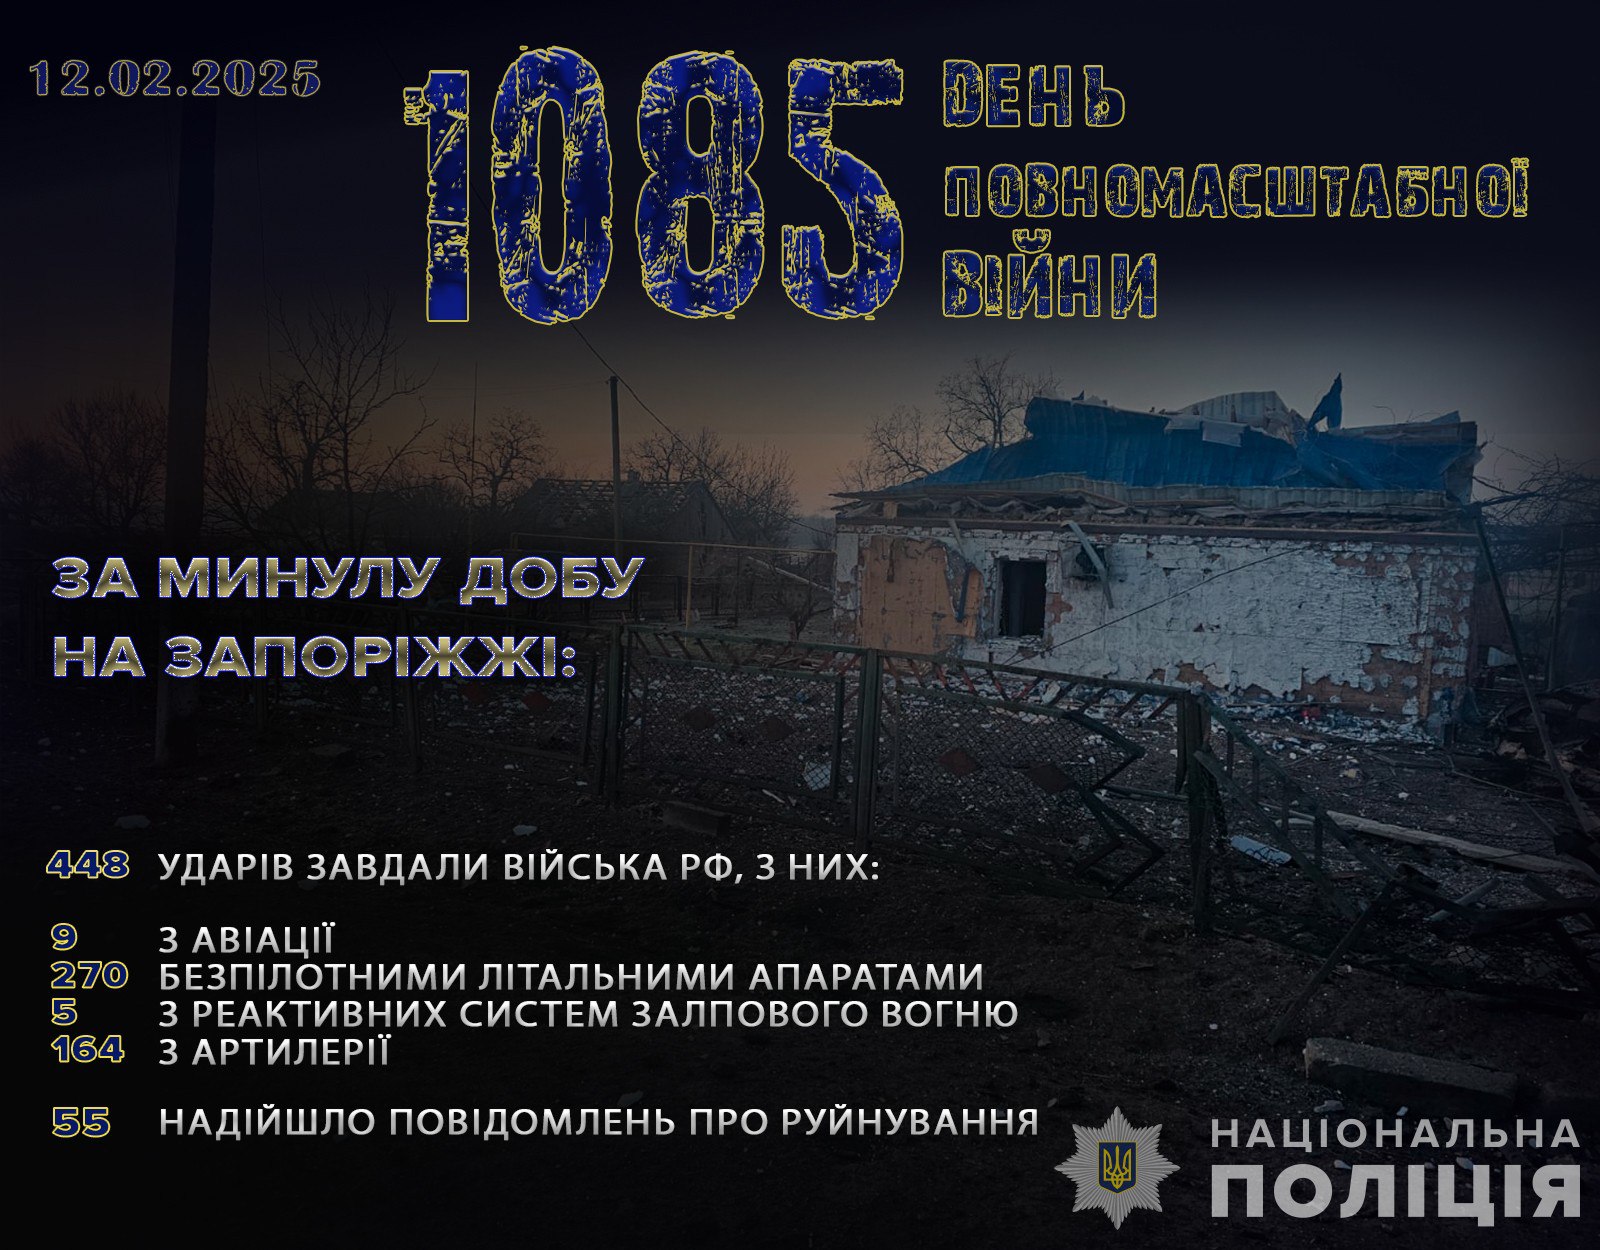 12.02.2025
1085
ДЕНЬ
ПОВНОМАСШТАБНОЇ
ВІЙНИ
ЗА МИНУЛУ ДОБУ
НА ЗАПОРІЖЖІ:
448 УДАРІВ ЗАВДАЛИ ВІЙСЬКА РФ, З НИХ:
9 З АВІАЦІЇ
270 БЕЗПІЛОТНИМИ ЛІТАЛЬНИМИ АПАРАТАМИ
5 З РЕАКТИВНИХ СИСТЕМ ЗАЛПОВОГО ВОГНЮ
164 З АРТИЛЕРІЇ
55 НАДІЙШЛО ПОВІДОМЛЕНЬ ПРО РУЙНУВАННЯ
НАЦІОНАЛЬНА
ПОЛІЦІЯ